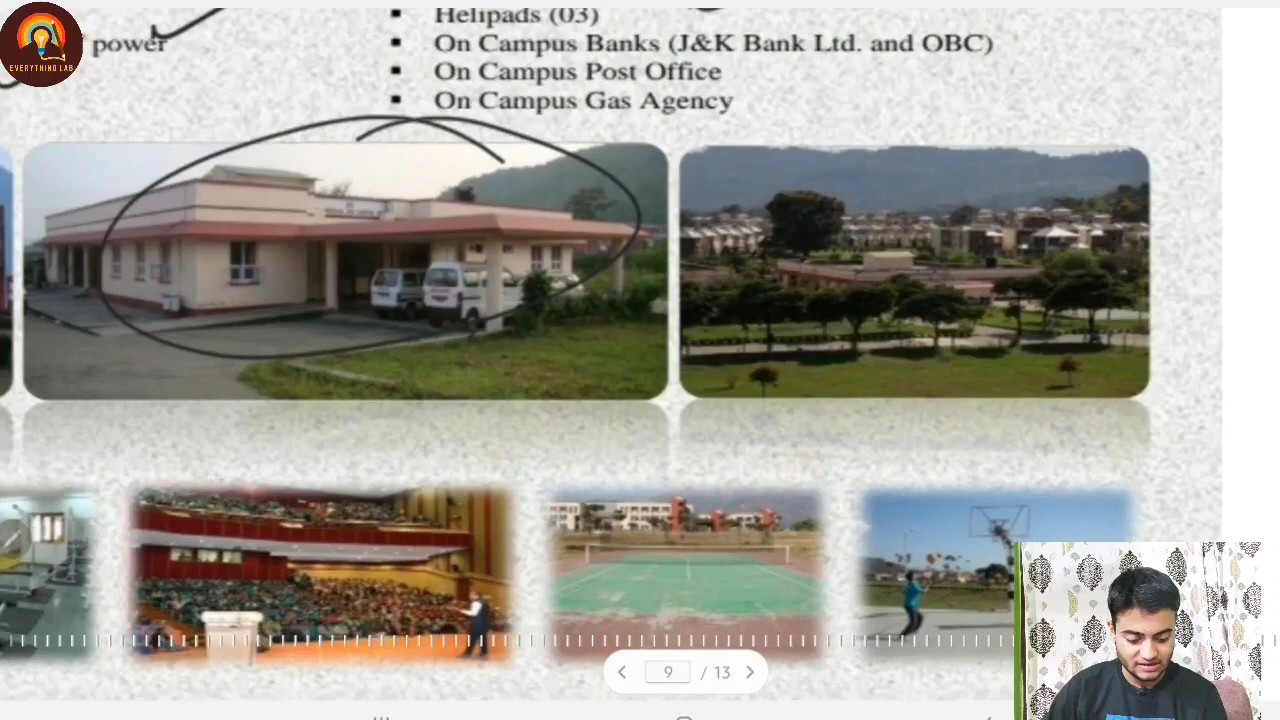 Helipads (03)
power
On Campus Banks (J&K Bank Ltd. and OBC)
On Campus Post Office
On Campus Gas Agency
EVERYTHING LAB
9 / 13